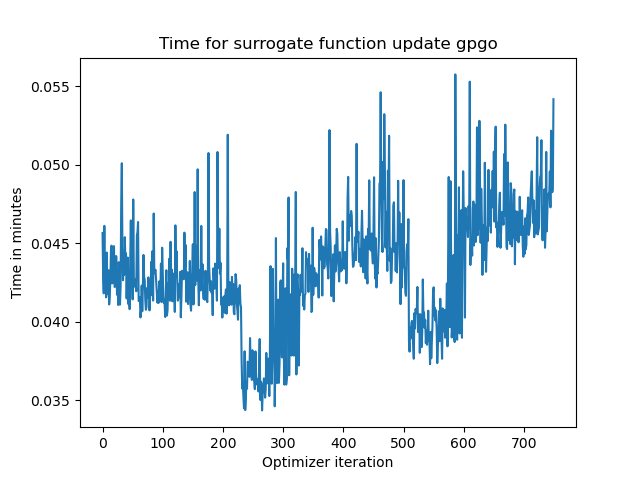 Time for surrogate function update gpgo
0.055
0.050
0.045
0.040
0.035
Time in minutes
0 100 200 300 400 500 600 700
Optimizer iteration